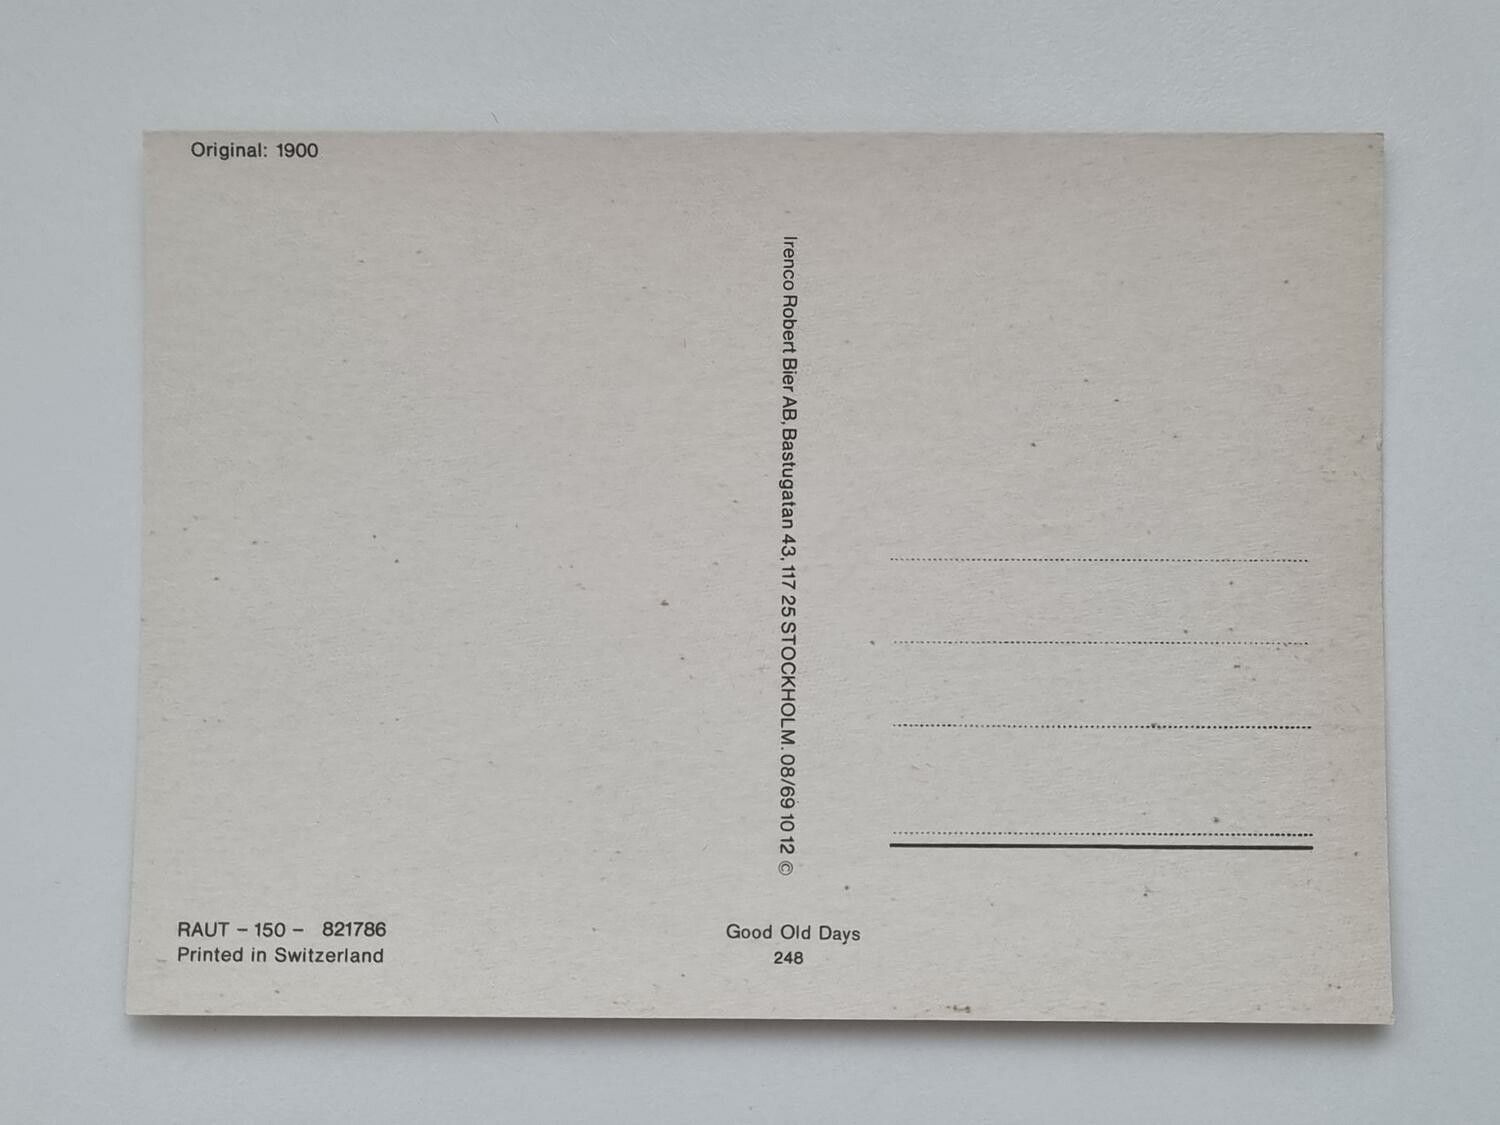 Original: 1900
Irenco Robert Bier AB, Bastugatan 43, 117 25 STOCKHOLM. 08/69 10 12 ©
RAUT – 150 – 821786
Printed in Switzerland
Good Old Days
248